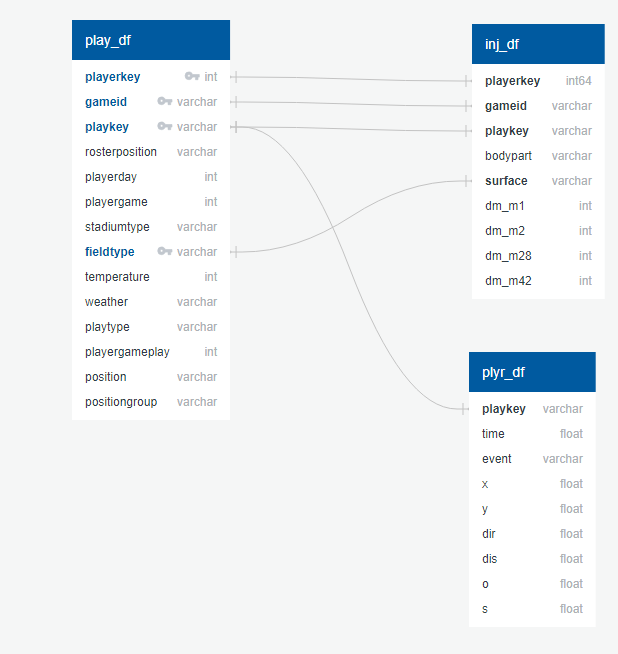 play_df
playerkey int
gameid varchar
playkey varchar
rosterposition varchar
playerday int
playergame int
stadiumtype varchar
fieldtype varchar
temperature int
weather varchar
playtype varchar
playergameplay int
position varchar
positiongroup varchar
inj_df
playerkey int64
gameid varchar
playkey varchar
bodypart varchar
surface varchar
dm_m1 int
dm_m2 int
dm_m28 int
dm_m42 int
plyr_df
playkey varchar
time float
event varchar
x float
y float
dir float
dis float
o float
s float